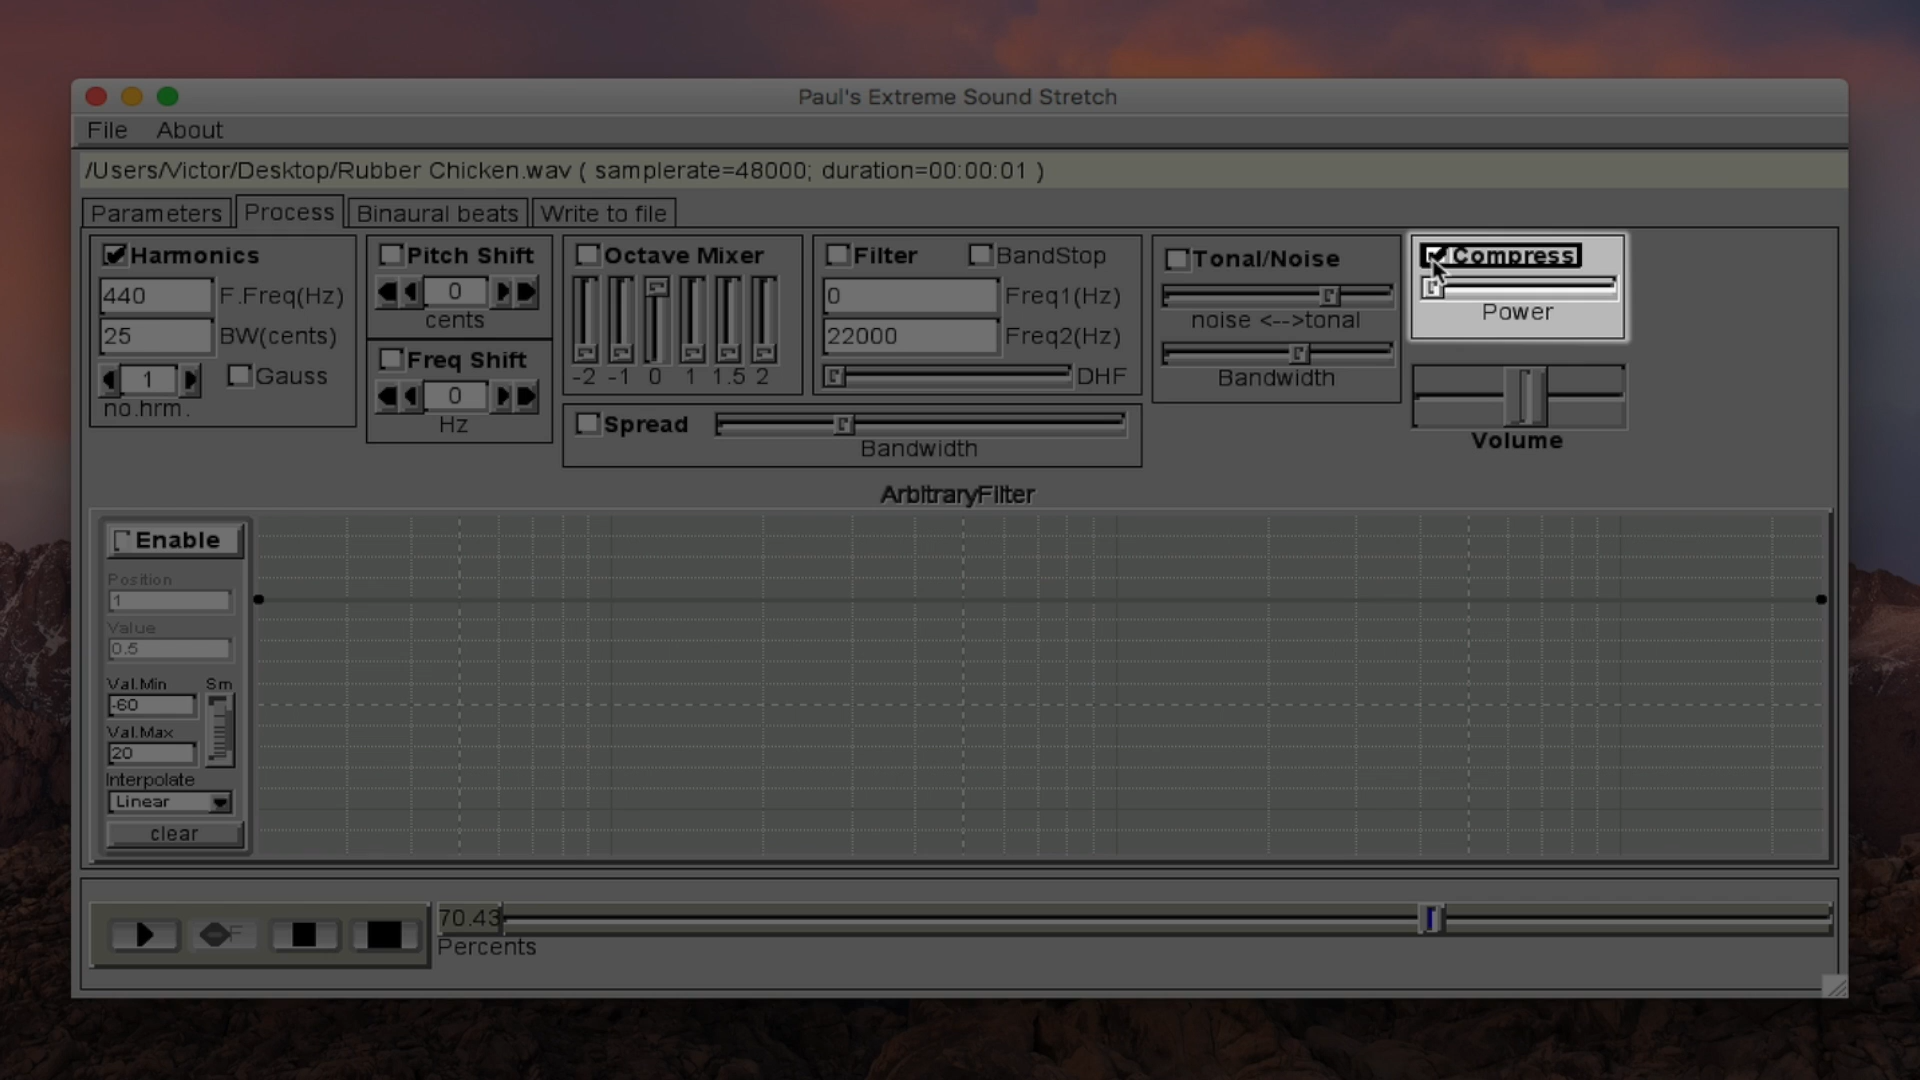 Paul's Extreme Sound Stretch
File About
/Users/Victor/Desktop/Rubber Chicken.wav ( samplerate=48000; duration=00:00:01 )
Parameters Process Binaural beats Write to file
Harmonics
440 F.Freq(Hz)
25 BW(cents)
1 Gauss
no.hrm.
Pitch Shift
0
cents
Freq Shift
0
Hz
Octave Mixer
-2 -1 0 1 1.5 2
Filter BandStop
0 Freq1(Hz)
22000 Freq2(Hz)
DHF
Spread
Bandwidth
Tonal/Noise
noise <-->tonal
Bandwidth
Compress
Power
Volume
ArbitraryFilter
Enable
Position
1
Value
0.5
Val.Min Sm
-60
Val.Max
20
Interpolate
Linear
clear
F
70.43
Percents